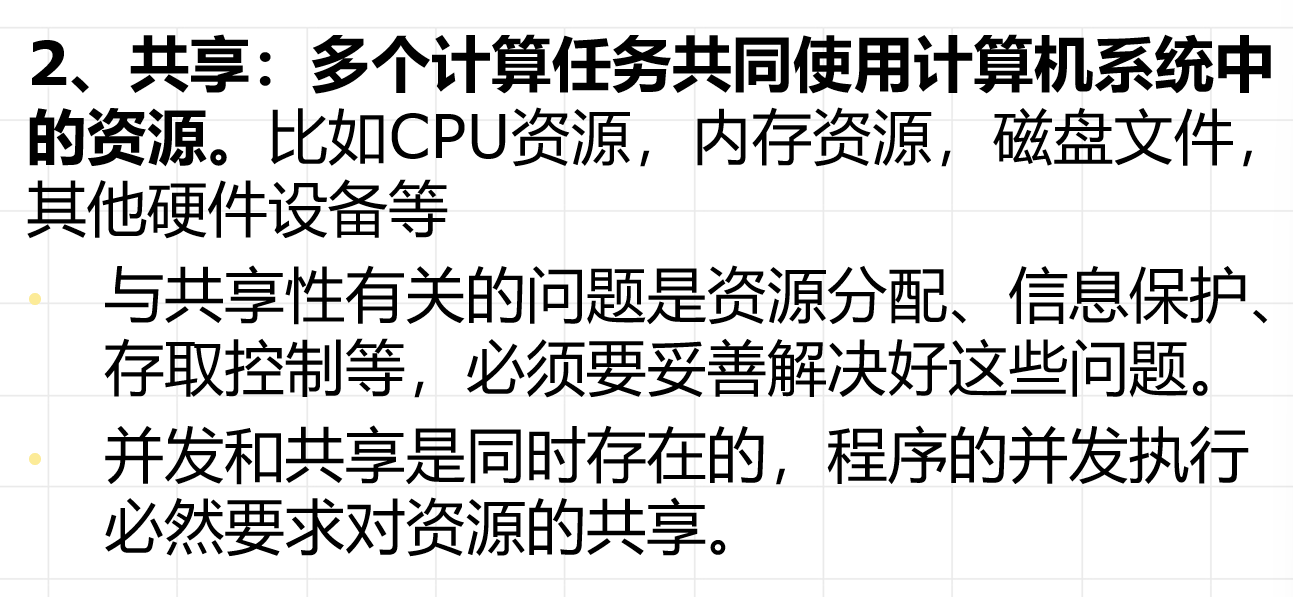 2、共享：多个计算任务共同使用计算机系统中
的资源。比如CPU资源，内存资源，磁盘文件，
其他硬件设备等
与共享性有关的问题是资源分配、信息保护、
存取控制等，必须要妥善解决好这些问题。
并发和共享是同时存在的，程序的并发执行
必然要求对资源的共享。